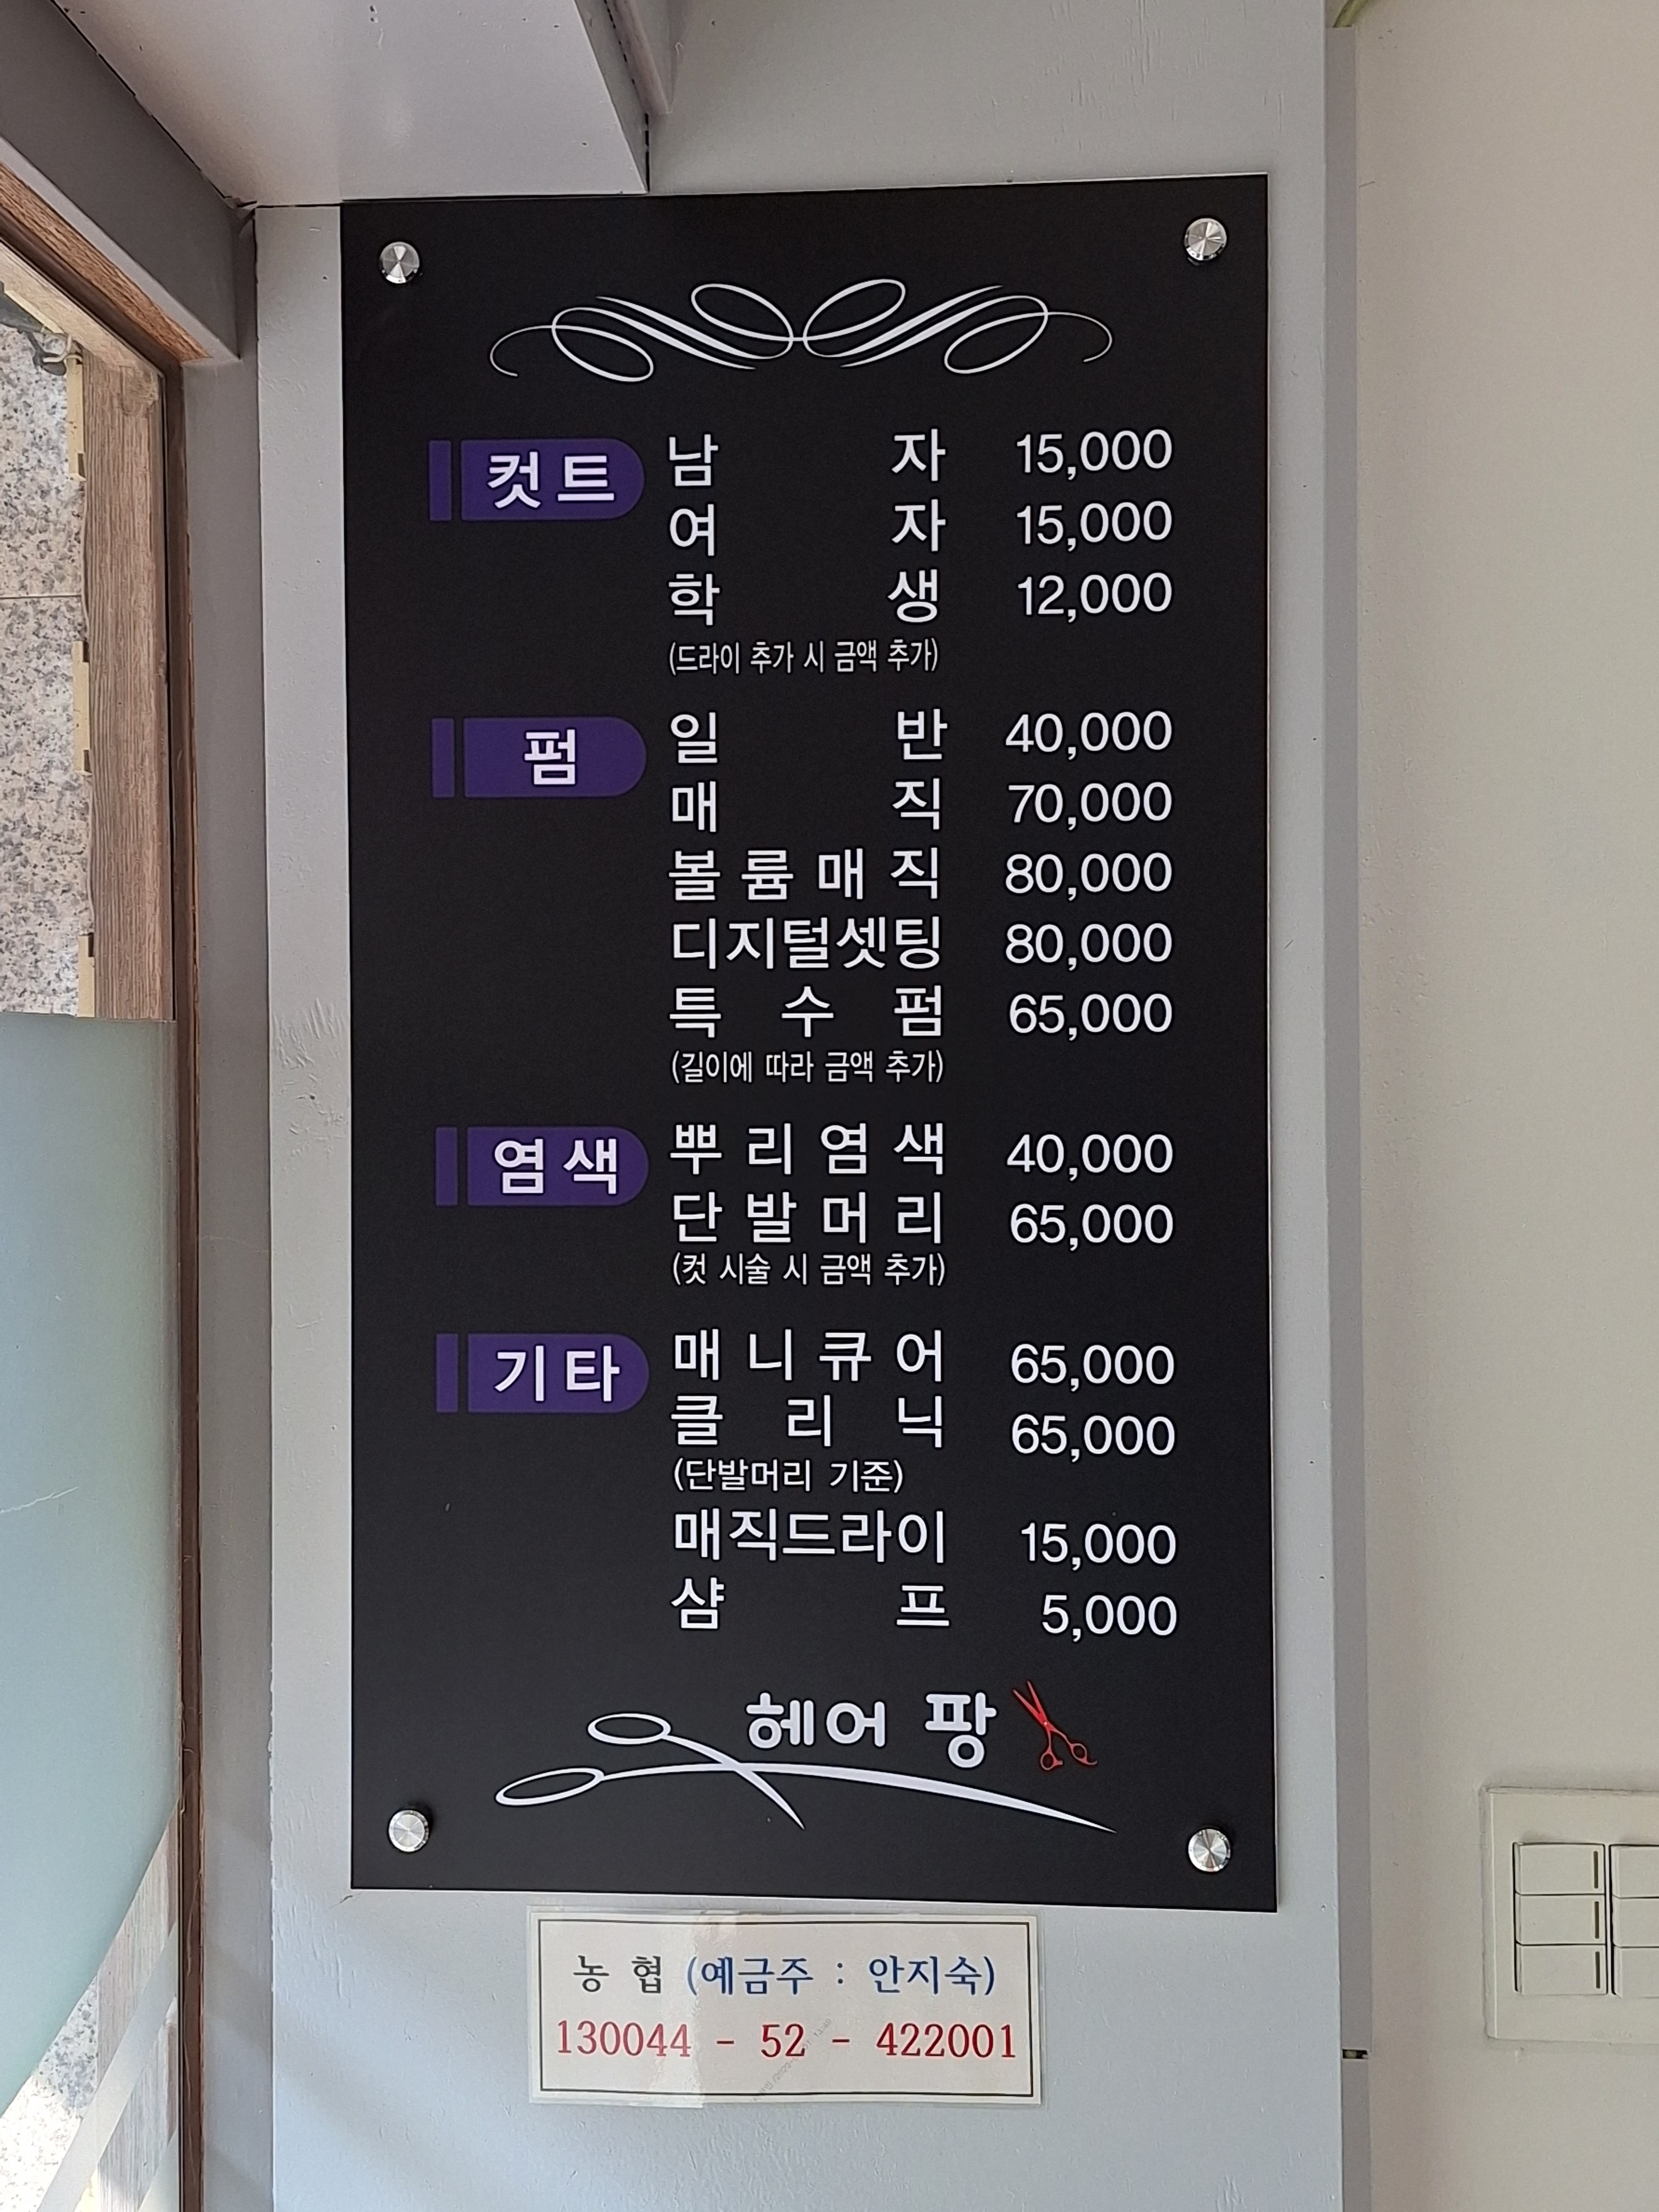 컷트
남 자 15,000
여 자 15,000
학 생 12,000
(드라이 추가 시 금액 추가)
펌
일 반 40,000
매 직 70,000
볼륨매직 80,000
디지털셋팅 80,000
특 수 펌 65,000
(길이에 따라 금액 추가)
염색
뿌리염색 40,000
단발머리 65,000
(컷 시술 시 금액 추가)
기타
매니큐어 65,000
클 리 닉 65,000
(단발머리 기준)
매직드라이 15,000
샴 프 5,000
헤어 팡
농 협 (예금주 : 안지숙)
130044 - 52 - 422001